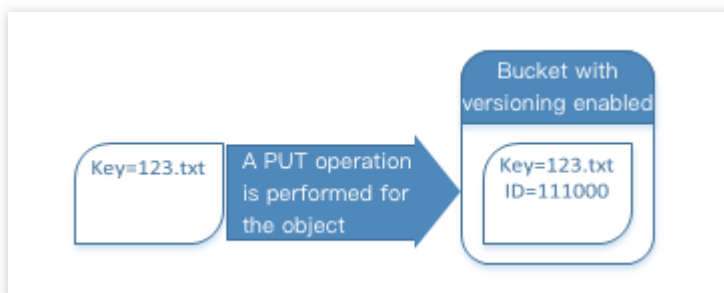 Key=123.txt
A PUT operation
is performed for
the object
Bucket with
versioning enabled
Key=123.txt
ID=111000